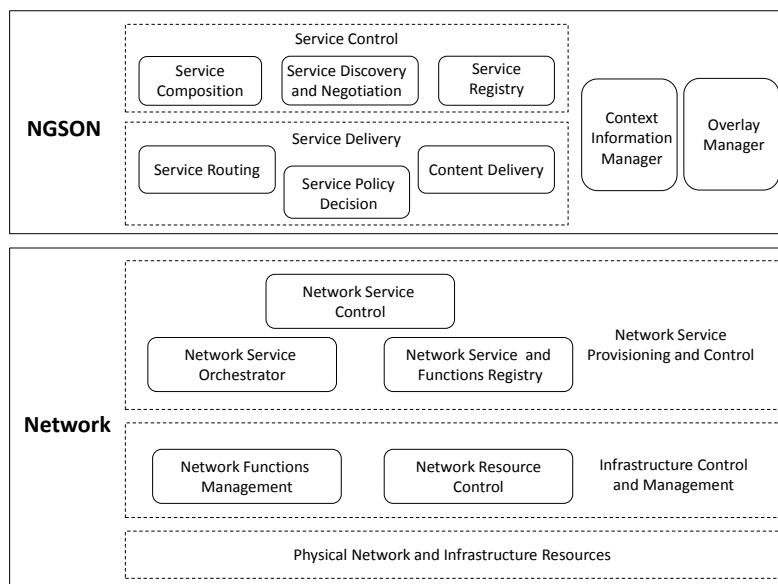 NGSON
Service Control
Service
Composition
Service Discovery
and Negotiation
Service
Registry
Service Delivery
Service Routing
Service Policy
Decision
Content Delivery
Context
Information
Manager
Overlay
Manager
Network
Network Service
Control
Network Service
Orchestrator
Network Service and
Functions Registry
Network Service
Provisioning and Control
Network Functions
Management
Network Resource
Control
Infrastructure Control
and Management
Physical Network and Infrastructure Resources